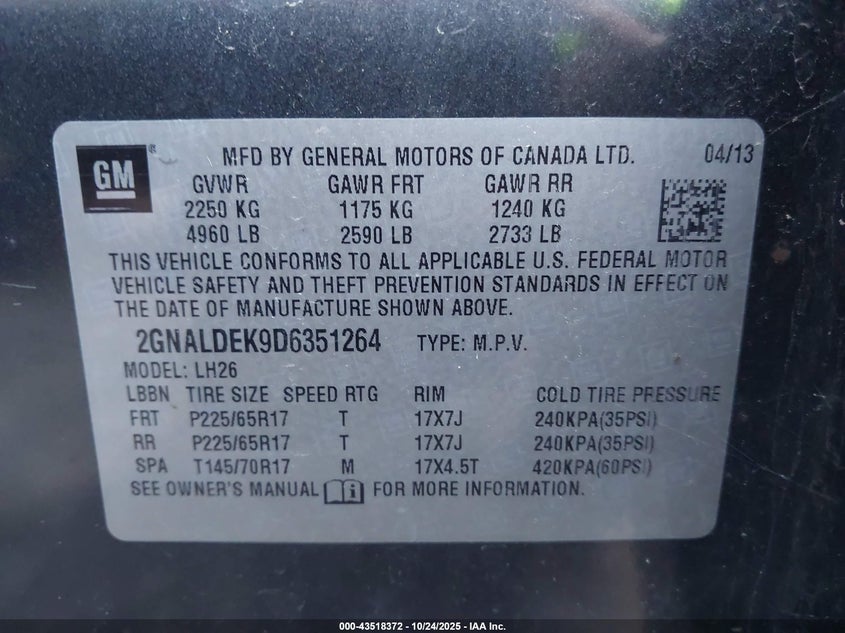 GM ® MFD BY GENERAL MOTORS OF CANADA LTD. 04/13
GVWR GAWR FRT GAWR RR
2250 KG 1175 KG 1240 KG
4960 LB 2590 LB 2733 LB
THIS VEHICLE CONFORMS TO ALL APPLICABLE U.S. FEDERAL MOTOR
VEHICLE SAFETY AND THEFT PREVENTION STANDARDS IN EFFECT ON
THE DATE OF MANUFACTURE SHOWN ABOVE.
2GNALDEK9D6351264 TYPE: M.P.V.
MODEL: LH26
LBBN TIRE SIZE SPEED RTG RIM COLD TIRE PRESSURE
FRT P225/65R17 T 17X7J 240KPA(35PSI)
RR P225/65R17 T 17X7J 240KPA(35PSI)
SPA T145/70R17 M 17X4.5T 420KPA(60PSI)
SEE OWNER'S MANUAL FOR MORE INFORMATION.
000-43518372 - 10/24/2025 - IAA Inc.